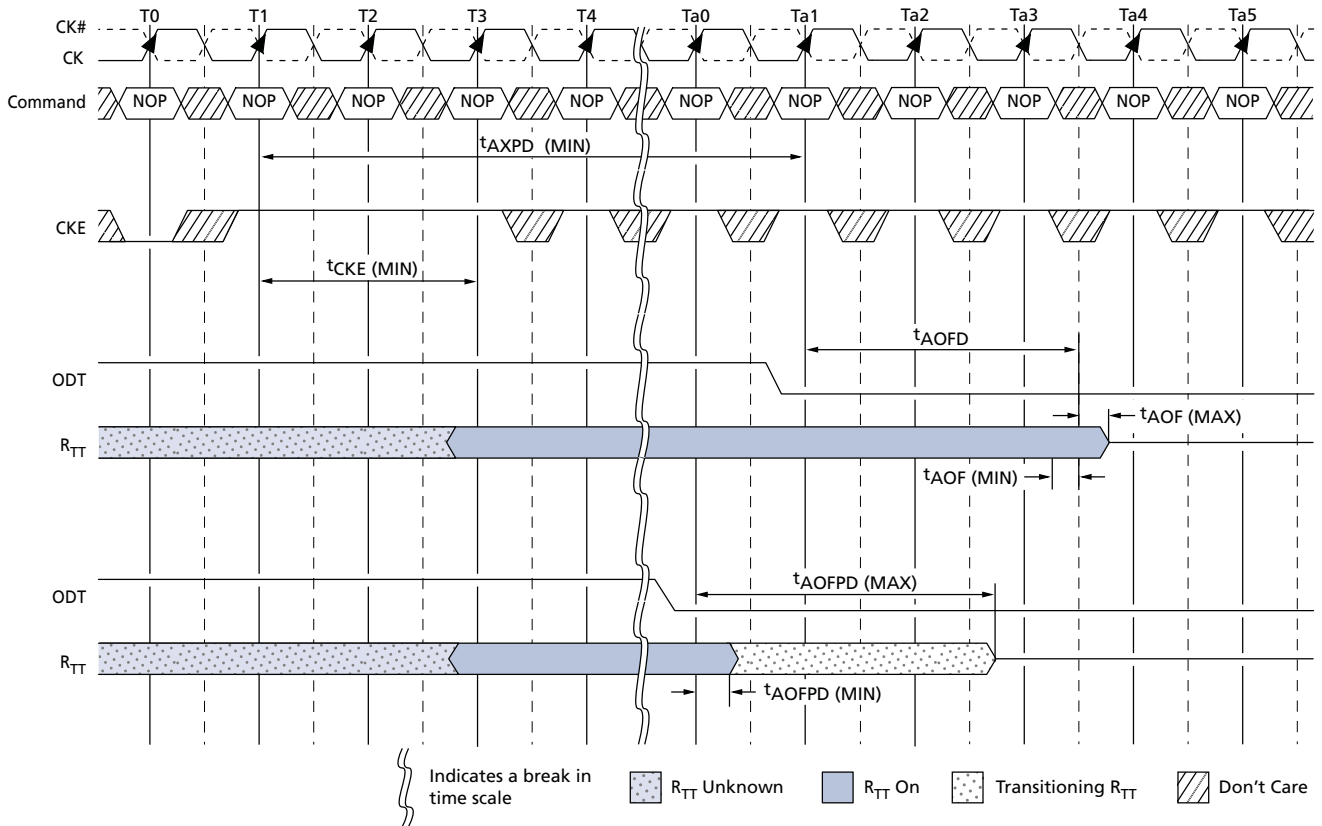 T0 T1 T2 T3 T4 Ta0 Ta1 Ta2 Ta3 Ta4 Ta5
CK#
CK
Command NOP NOP NOP NOP NOP NOP NOP NOP NOP NOP NOP
tAXPD (MIN)
CKE
tCKE (MIN)
tAOFD
ODT
tAOF (MAX)
RTT
tAOF (MIN)
tAOFPD (MAX)
ODT
RTT
tAOFPD (MIN)
Indicates a break in
time scale
RTT Unknown
RTT On
Transitioning RTT
Don't Care